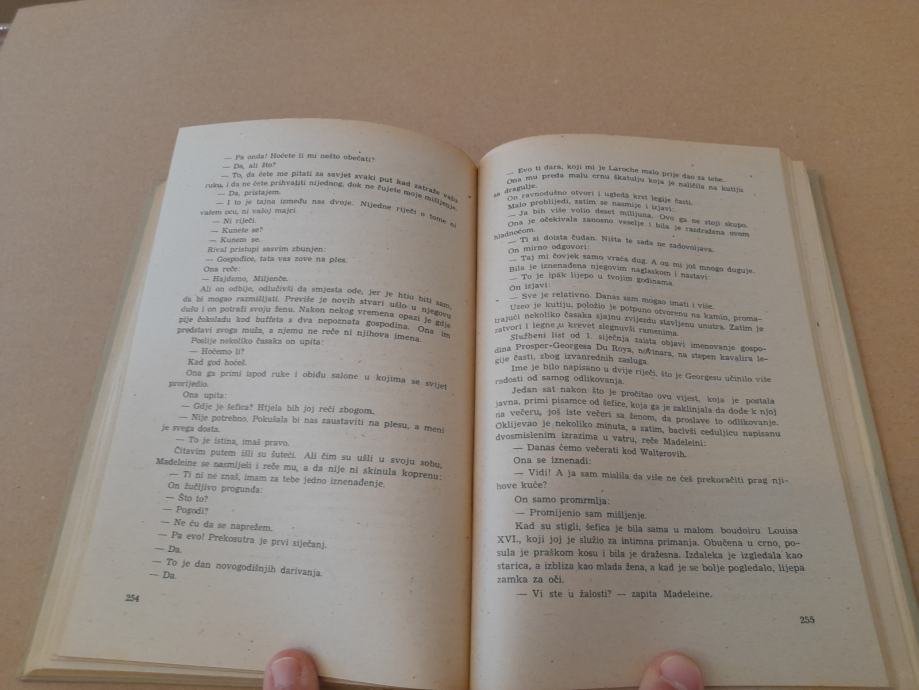 — Pa onda! Hoćete li mi nešto obećati?
— Da, ali što?
— To, da ćete me pitati za savjet svaki put kad zatraže vašu
ruku, i da ne ćete prihvatiti nijednog, dok ne čujete moje mišljenje.
— Da, pristajem.
— I to je tajna između nas dvoje. Nijedne riječi o tome ni
vašem ocu, ni vašoj majci.
— Ni riječi.
— Kunete se?
— Kunem se.
Rival pristupi sasvim zbunjen:
— Gospođice, tata vas zove na ples.
Ona reče:
— Hajdemo, Miljenče.
Ali on odbije, odlučivši da smjesta ode, jer je htio biti sam,
da bi mogao razmišljati. Previše je novih stvari ušlo u njegovu
dušu i on potraži svoju ženu. Nakon nekog vremena opazi je gdje
pije čokoladu kod buffeta s dva nepoznata gospodina. Ona im
predstavi svoga muža, a njemu ne reče ni njihova imena.
Poslije nekoliko časaka on upita:
— Hoćemo li?
Kad god hoćeš.
Ona ga primi ispod ruke i obiđu salone u kojima se svijet
prorijedio.
Ona upita:
— Gdje je šefica? Htjela bih joj reći zbogom.
— Nije potrebno. Pokušala bi nas zaustaviti na plesu, a meni
je svega dosta.
— To je istina, imaš pravo.
Čitavim putem išli su šuteći. Ali čim su ušli u svoju sobu,
Madeleine se nasmiješi i reče mu, a da nije ni skinula koprenu:
— Ti ni ne znaš, imam za tebe jedno iznenađenje.
On žučljivo progunđa:
— Što to?
— Pogodi?
— Ne ću da se naprežem.
— Pa evo! Prekosutra je prvi siječanj.
— Da.
— To je dan novogodišnjih darivanja.
— Da.
254
— Evo ti dara, koji mi je Laroche malo prije dao za tebe.
Ona mu preda malu crnu škatulju koja je naličila na kutiju
sa dragulje.
On ravnodušno otvori i ugleda krst legije časti.
Malo problijedi, zatim se nasmije i izjavi:
— Ja bih više volio deset milijuna. Ovo ga ne stoji skupo.
Ona je očekivala zanosno veselje i bila je razdražena ovom
hladnoćom.
— Ti si doista čudan. Ništa te sada ne zadovoljava.
On mirno odgovori:
— Taj mi čovjek samo vraća dug. A on mi još mnogo duguje.
Bila je iznenađena njegovim naglaskom i nastavi:
— To je ipak lijepo u tvojim godinama.
On izjavi:
— Sve je relativno. Danas sam mogao imati i više.
Uzeo je kutiju, položio je potpuno otvorenu na kamin, proma-
trajući nekoliko časaka sjajnu zvijezdu stavljenu unutra. Zatim je
zatvori i legne u krevet slegnuvši ramenima.
Službeni list od 1. siječnja zaista objavi imenovanje gospo-
dina Prosper-Georgesa Du Roya, novinara, na stepen kavalira le-
gije časti, zbog izvanrednih zasluga.
Ime je bilo napisano u dvije riječi, što je Georgesu učinilo više
radosti od samog odlikovanja.
Jedan sat nakon što je pročitao ovu vijest, koja je postala
javna, primi pisamce od šefice, koja ga je zaklinjala da dođe k njoj
na večeru, još iste večeri sa ženom, da proslave to odlikovanje.
Oklijevao je nekoliko minuta, a zatim, bacivši ceduljicu napisanu
dvosmislenim izrazima u vatru, reče Madeleini:
— Danas ćemo večerati kod Walterovih.
Ona se iznenadi:
— Vidi! A ja sam mislila da više ne ćeš prekoračiti prag nji-
hove kuće?
On samo promrmlja:
— Promijenio sam mišljenje.
Kad su stigli, šefica je bila sama u malom boudoiru Louisa
XVI., koji joj je služio za intimna primanja. Obučena u crno, po-
sula je praškom kosu i bila je dražesna. Izdaleka je izgledala kao
starica, a izbliza kao mlada žena, a kad je se bolje pogledalo, lijepa
zamka za oči.
— Vi ste u žalosti? — zapita Madeleine.
255